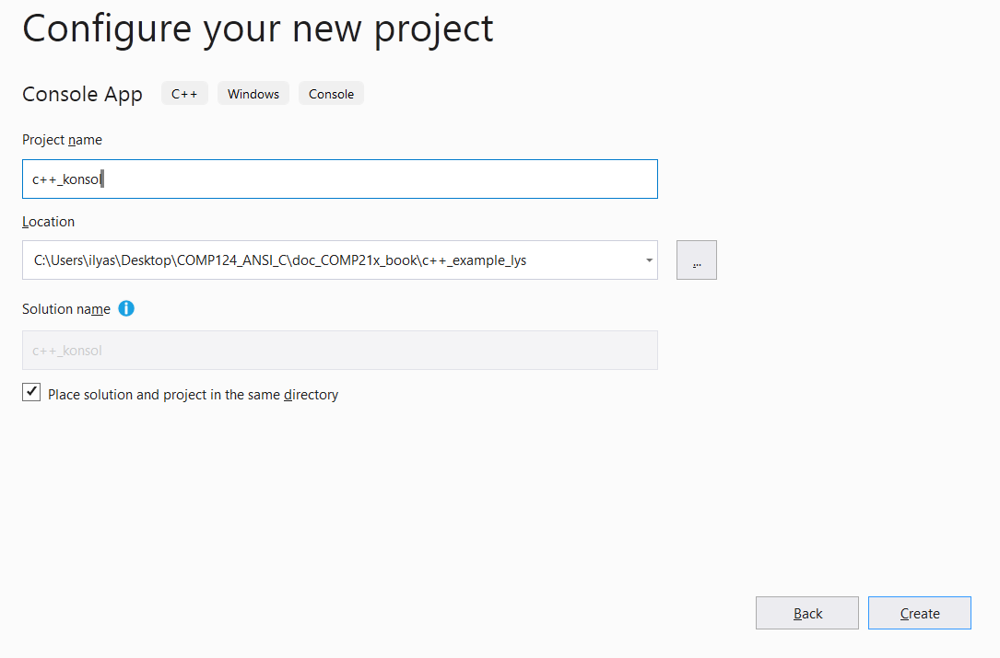 Configure your new project
Console App C++ Windows Console
Project name
c++_konsol
Location
C:\Users\ilyas\Desktop\COMP124_ANSI_C\doc_COMP21x_book\c++_example_lys
...
Solution name
c++_konsol
Place solution and project in the same directory
Back Create